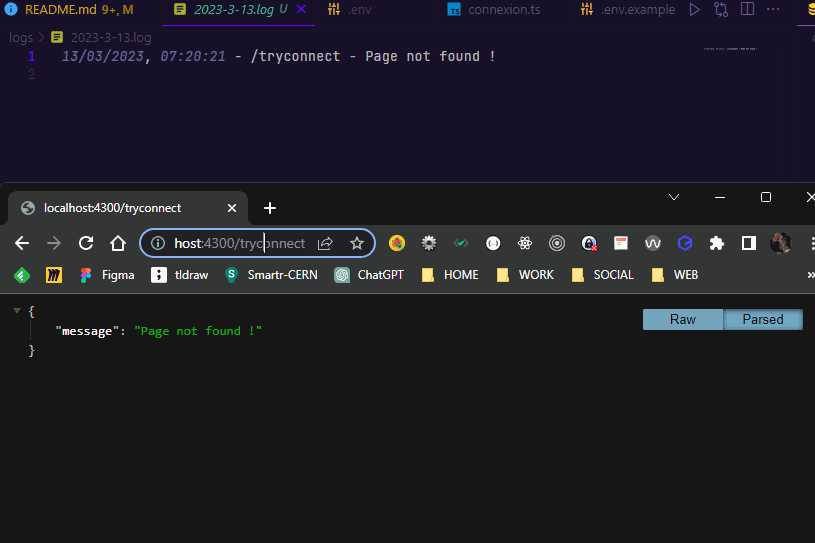 README.md 9+, M 2023-3-13.log U .env connexion.ts .env.example
logs > 2023-3-13.log
1 13/03/2023, 07:20:21 - /tryconnect - Page not found !
2
localhost:4300/tryconnect
host:4300/tryconnect
Figma tldraw Smartr-CERN ChatGPT HOME WORK SOCIAL WEB »
{ Raw Parsed
"message": "Page not found !"
}